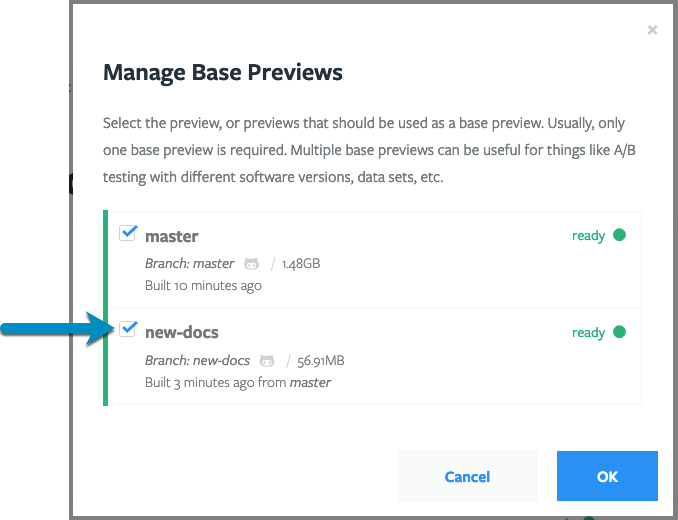 ×
Manage Base Previews
Select the preview, or previews that should be used as a base preview. Usually, only
one base preview is required. Multiple base previews can be useful for things like A/B
testing with different software versions, data sets, etc.
master ready
Branch: master / 1.48GB
Built 10 minutes ago
new-docs ready
Branch: new-docs / 56.91MB
Built 3 minutes ago from master
Cancel OK